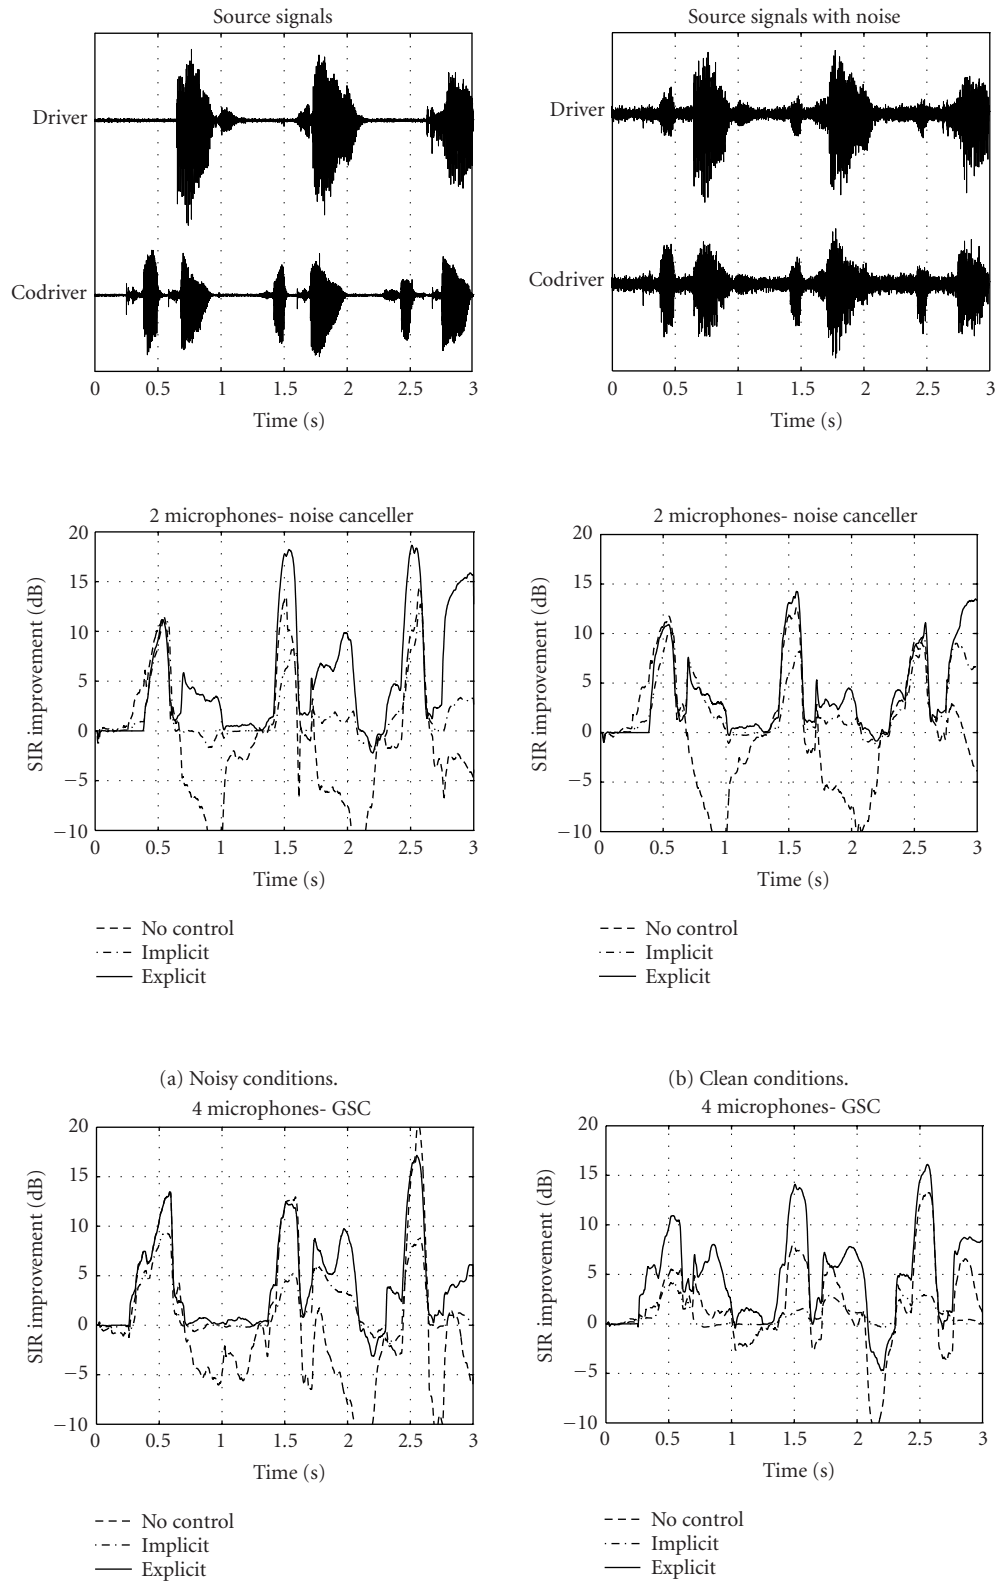 Source signals
Driver
Codriver
0 0.5 1 1.5 2 2.5 3
Time (s)
Source signals with noise
Driver
Codriver
0 0.5 1 1.5 2 2.5 3
Time (s)
2 microphones- noise canceller
20
15
10
5
0
−5
−10
SIR improvement (dB)
0 0.5 1 1.5 2 2.5 3
Time (s)
No control
Implicit
Explicit
2 microphones- noise canceller
20
15
10
5
0
−5
−10
SIR improvement (dB)
0 0.5 1 1.5 2 2.5 3
Time (s)
No control
Implicit
Explicit
(a) Noisy conditions.
4 microphones- GSC
20
15
10
5
0
−5
−10
SIR improvement (dB)
0 0.5 1 1.5 2 2.5 3
Time (s)
No control
Implicit
Explicit
(b) Clean conditions.
4 microphones- GSC
20
15
10
5
0
−5
−10
SIR improvement (dB)
0 0.5 1 1.5 2 2.5 3
Time (s)
No control
Implicit
Explicit